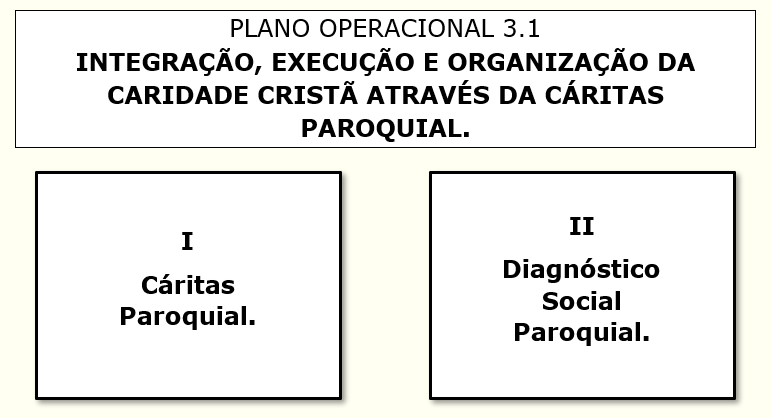 PLANO OPERACIONAL 3.1
INTEGRAÇÃO, EXECUÇÃO E ORGANIZAÇÃO DA
CARIDADE CRISTÃ ATRAVÉS DA CÁRITAS
PAROQUIAL.
I
Cáritas
Paroquial.
II
Diagnóstico
Social
Paroquial.